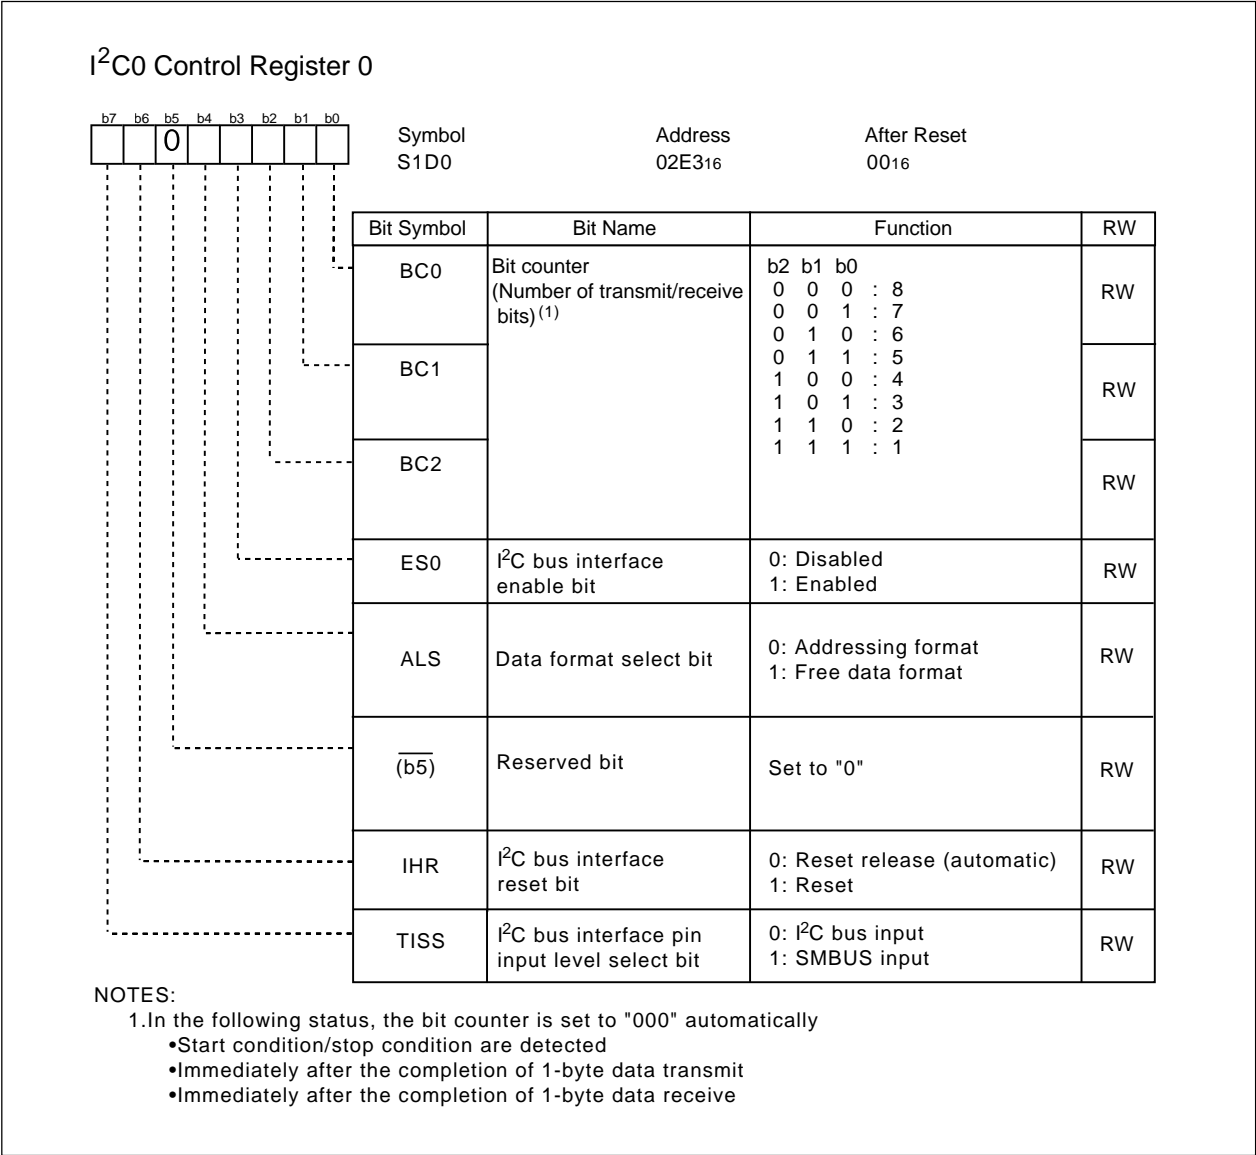 I2C0 Control Register 0
b7 b6 b5 b4 b3 b2 b1 b0
0
Symbol Address After Reset
S1D0 02E316 0016
Bit Symbol Bit Name Function RW
BC0 Bit counter b2 b1 b0
(Number of transmit/receive 0 0 0 : 8 RW
bits)(1) 0 0 1 : 7
0 1 0 : 6
0 1 1 : 5
BC1 1 0 0 : 4 RW
1 0 1 : 3
1 1 0 : 2
1 1 1 : 1
BC2 RW
ES0 I2C bus interface 0: Disabled RW
enable bit 1: Enabled
ALS Data format select bit 0: Addressing format RW
1: Free data format
(b5) Reserved bit Set to "0" RW
IHR I2C bus interface 0: Reset release (automatic) RW
reset bit 1: Reset
TISS I2C bus interface pin 0: I2C bus input RW
input level select bit 1: SMBUS input
NOTES:
1.In the following status, the bit counter is set to "000" automatically
•Start condition/stop condition are detected
•Immediately after the completion of 1-byte data transmit
•Immediately after the completion of 1-byte data receive